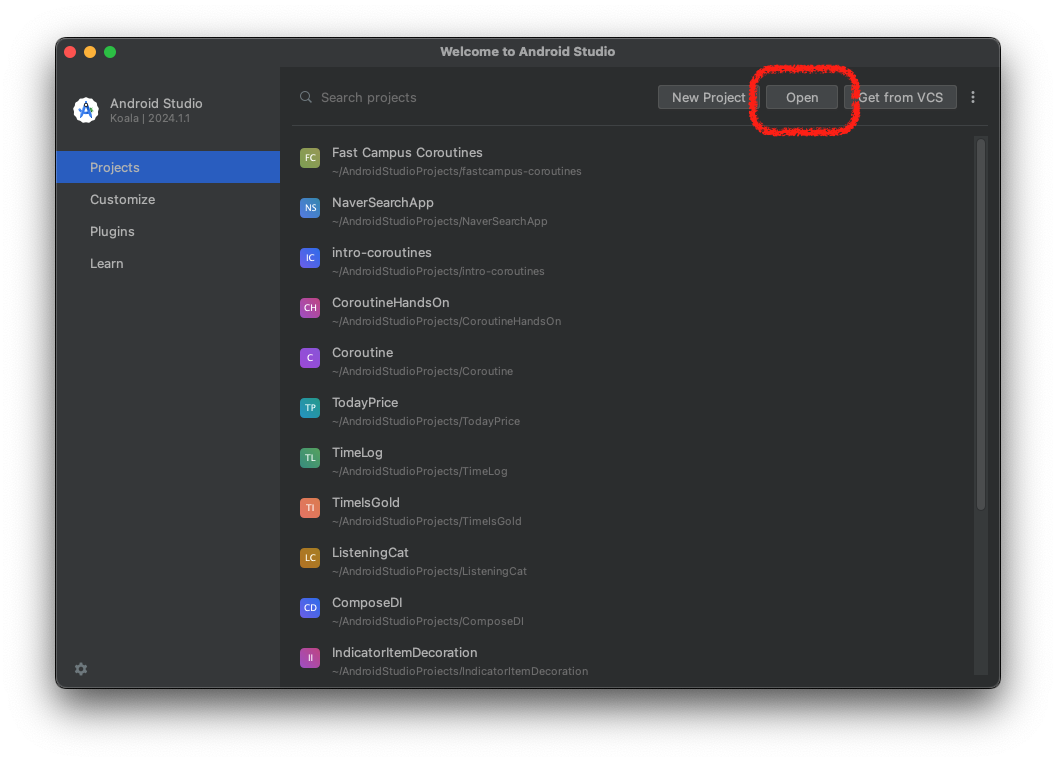 Welcome to Android Studio
Android Studio
Koala | 2024.1.1
Projects
Customize
Plugins
Learn
Search projects
New Project
Open
Get from VCS
FC
Fast Campus Coroutines
~/AndroidStudioProjects/fastcampus-coroutines
NS
NaverSearchApp
~/AndroidStudioProjects/NaverSearchApp
IC
intro-coroutines
~/AndroidStudioProjects/intro-coroutines
CH
CoroutineHandsOn
~/AndroidStudioProjects/CoroutineHandsOn
C
Coroutine
~/AndroidStudioProjects/Coroutine
TP
TodayPrice
~/AndroidStudioProjects/TodayPrice
TL
TimeLog
~/AndroidStudioProjects/TimeLog
TI
TimeIsGold
~/AndroidStudioProjects/TimeIsGold
LC
ListeningCat
~/AndroidStudioProjects/ListeningCat
CD
ComposeDI
~/AndroidStudioProjects/ComposeDI
II
IndicatorItemDecoration
~/AndroidStudioProjects/IndicatorItemDecoration